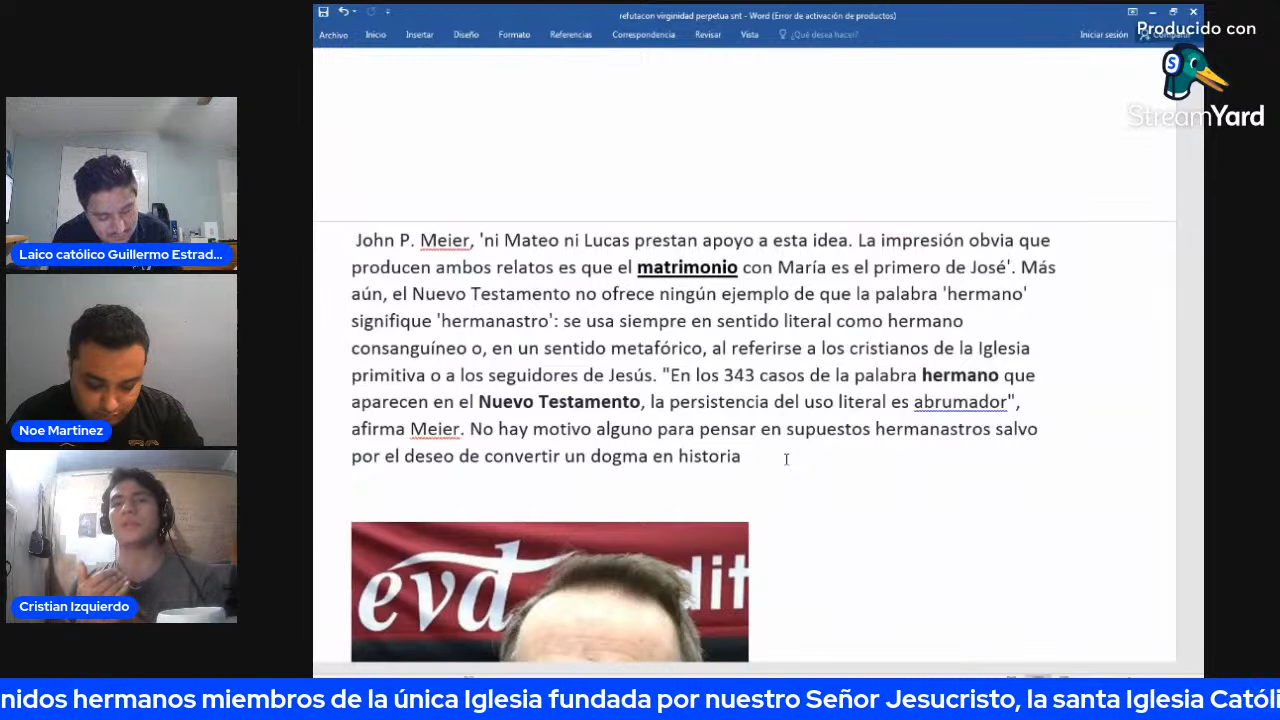 refutacon virginidad perpetua snt - Word (Error de activación de productos)
Archivo Inicio Insertar Diseño Formato Referencias Correspondencia Revisar Vista ¿Qué desea hacer? Iniciar sesión Compartir
Producido con
S
StreamYard
John P. Meier, 'ni Mateo ni Lucas prestan apoyo a esta idea. La impresión obvia que
producen ambos relatos es que el matrimonio con María es el primero de José'. Más
aún, el Nuevo Testamento no ofrece ningún ejemplo de que la palabra 'hermano'
signifique 'hermanastro': se usa siempre en sentido literal como hermano
consanguíneo o, en un sentido metafórico, al referirse a los cristianos de la Iglesia
primitiva o a los seguidores de Jesús. "En los 343 casos de la palabra hermano que
aparecen en el Nuevo Testamento, la persistencia del uso literal es abrumador",
afirma Meier. No hay motivo alguno para pensar en supuestos hermanastros salvo
por el deseo de convertir un dogma en historia
evd dit
Laico católico Guillermo Estrad...
Noe Martinez
Cristian Izquierdo
nidos hermanos miembros de la única Iglesia fundada por nuestro Señor Jesucristo, la santa Iglesia Catól